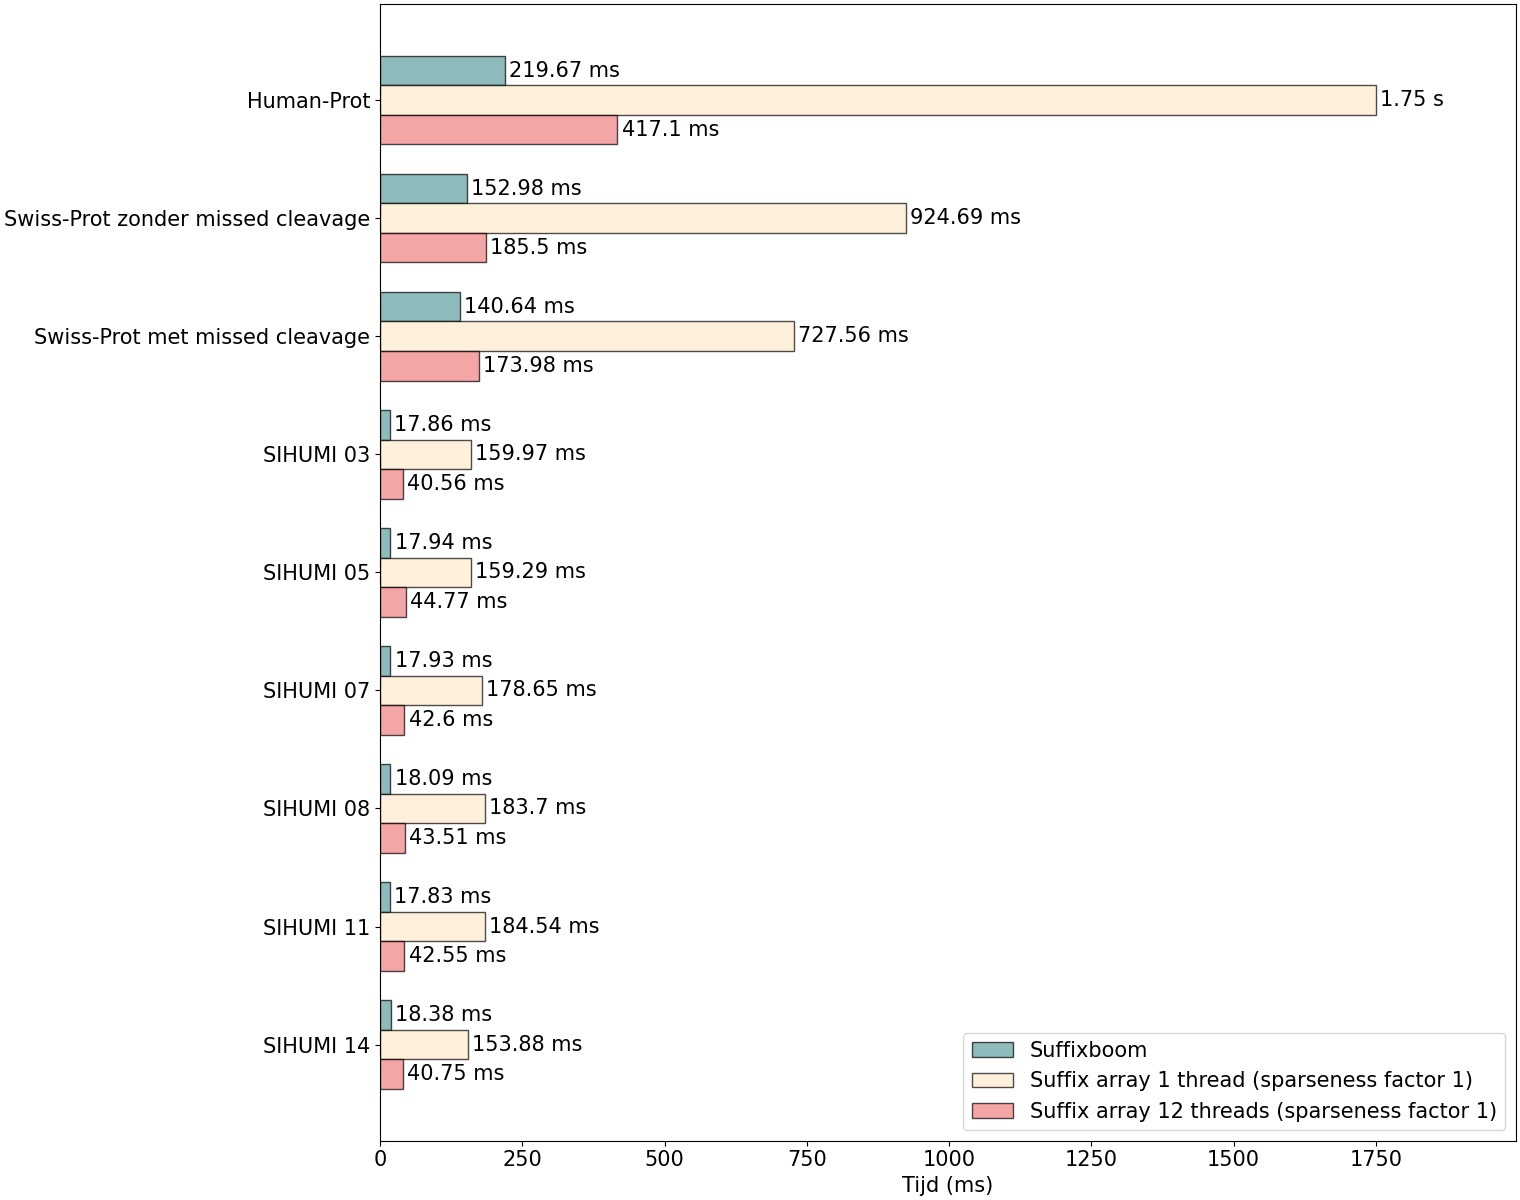 219.67 ms
Human-Prot
1.75 s
417.1 ms
152.98 ms
Swiss-Prot zonder missed cleavage
924.69 ms
185.5 ms
140.64 ms
Swiss-Prot met missed cleavage
727.56 ms
173.98 ms
17.86 ms
SIHUMI 03
159.97 ms
40.56 ms
17.94 ms
SIHUMI 05
159.29 ms
44.77 ms
17.93 ms
SIHUMI 07
178.65 ms
42.6 ms
18.09 ms
SIHUMI 08
183.7 ms
43.51 ms
17.83 ms
SIHUMI 11
184.54 ms
42.55 ms
18.38 ms
SIHUMI 14
153.88 ms
40.75 ms
Suffixboom
Suffix array 1 thread (sparseness factor 1)
Suffix array 12 threads (sparseness factor 1)
0 250 500 750 1000 1250 1500 1750
Tijd (ms)